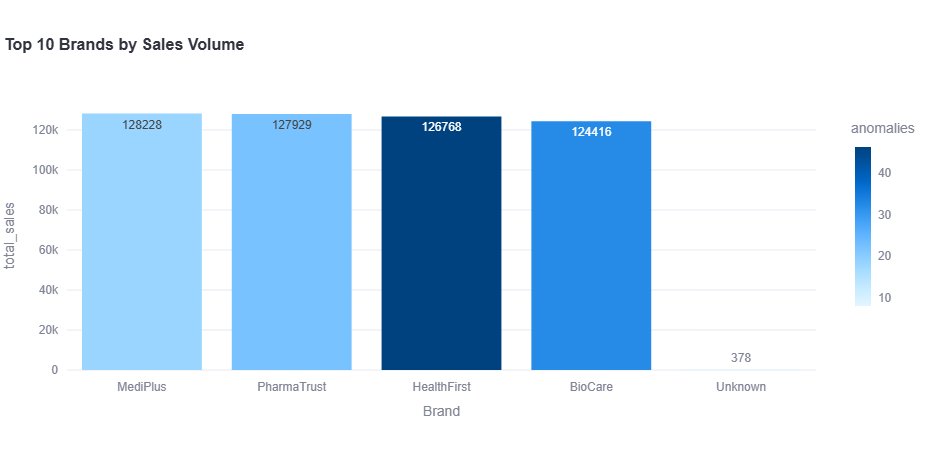 Top 10 Brands by Sales Volume
total_sales
120k
100k
80k
60k
40k
20k
0
128228
127929
126768
124416
378
MediPlus
PharmaTrust
HealthFirst
BioCare
Unknown
Brand
anomalies
40
30
20
10